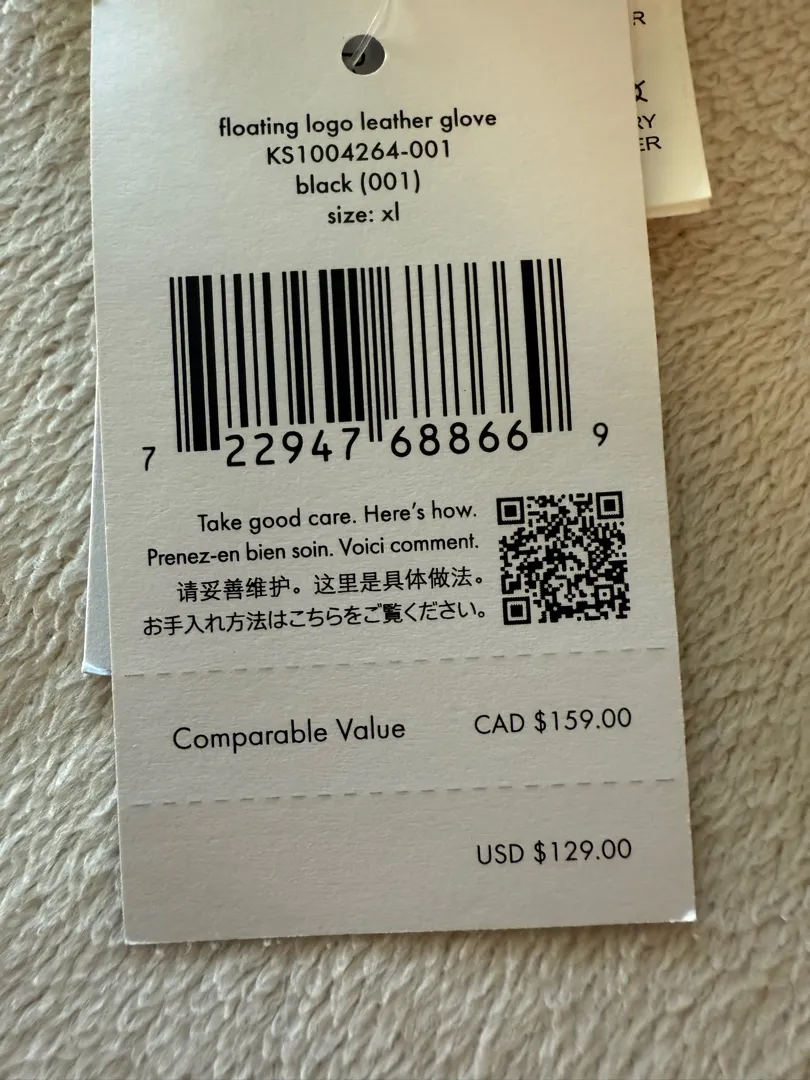 floating logo leather glove
KS1004264-001
black (001)
size: xl
7 22947 68866 9
Take good care. Here's how.
Prenez-en bien soin. Voici comment.
请妥善维护。这里是具体做法。
お手入れ方法はこちらをご覧ください。
Comparable Value CAD $159.00
USD $129.00